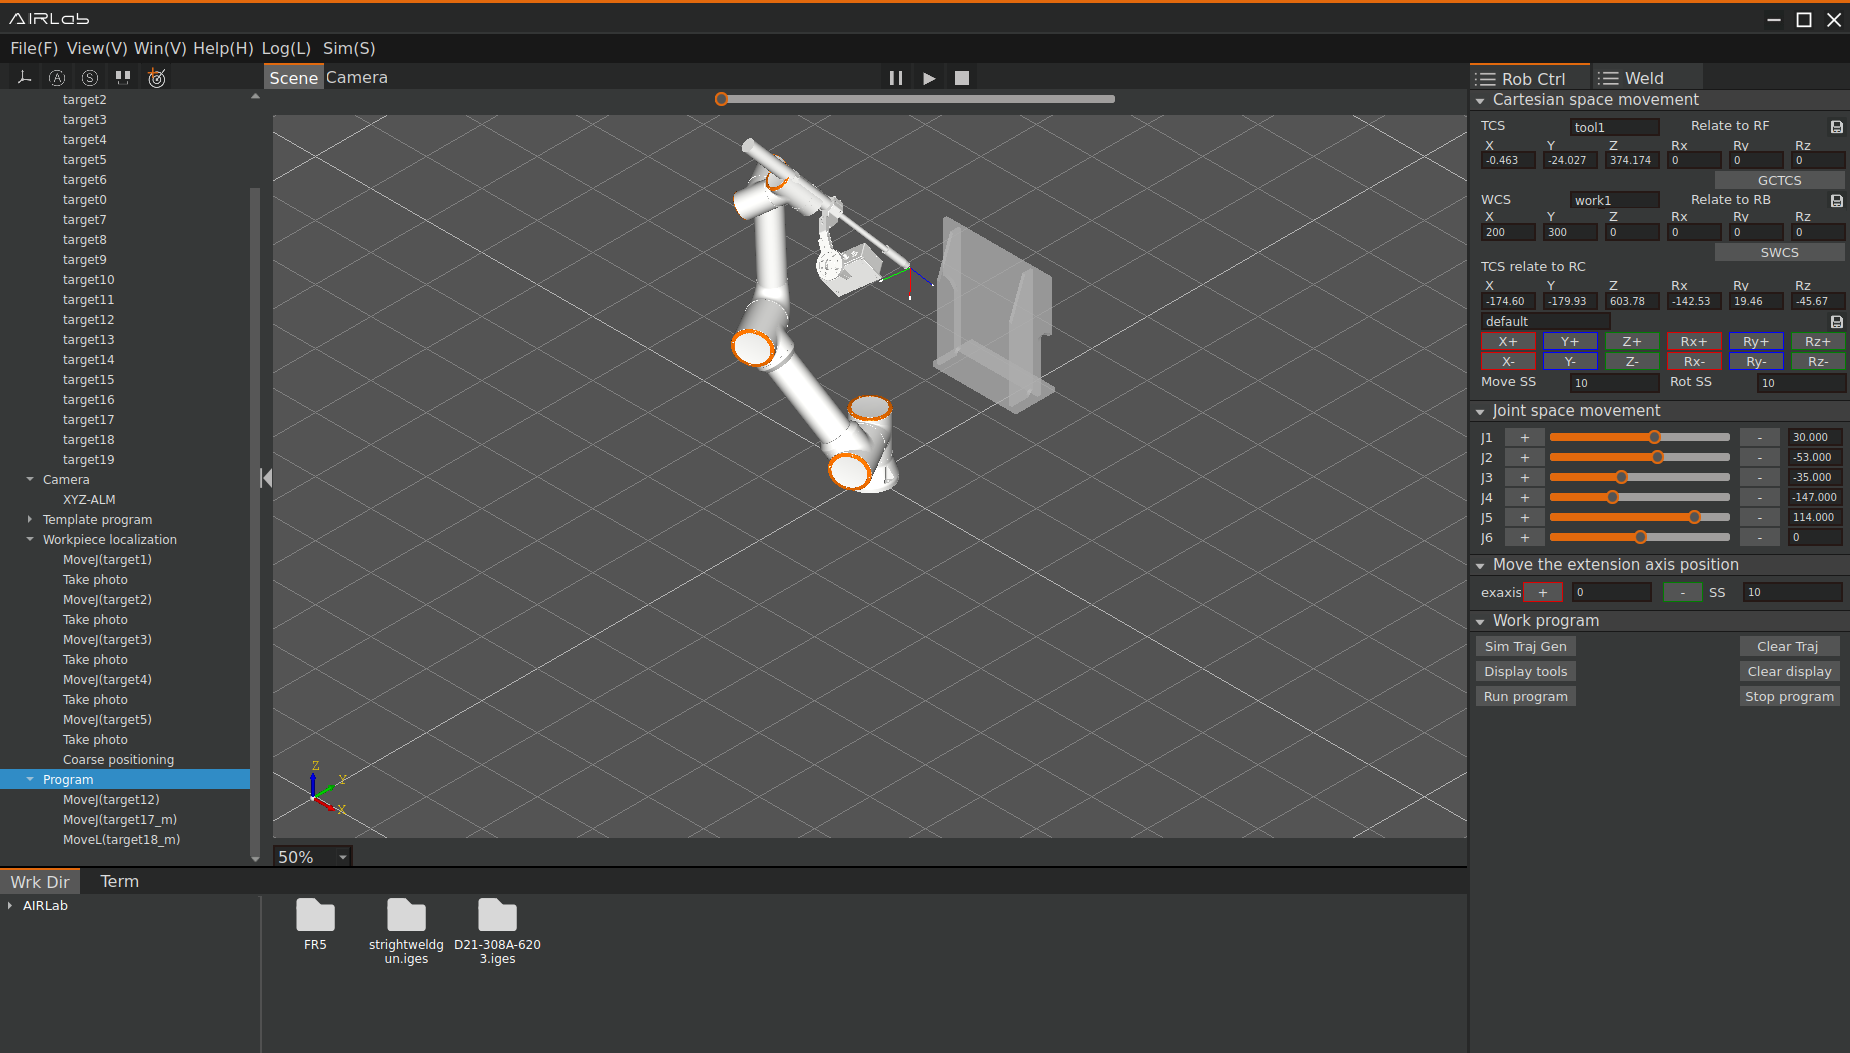 AIRLab
File(F) View(V) Win(V) Help(H) Log(L) Sim(S)
A S
Scene Camera
target2
target3
target4
target5
target6
target0
target7
target8
target9
target10
target11
target12
target13
target14
target15
target16
target17
target18
target19
Camera
XYZ-ALM
Template program
Workpiece localization
MoveJ(target1)
Take photo
MoveJ(target2)
Take photo
MoveJ(target3)
Take photo
MoveJ(target4)
Take photo
MoveJ(target5)
Take photo
Coarse positioning
Program
MoveJ(target12)
MoveJ(target17_m)
MoveL(target18_m)
Z
Y
X
50%
Rob Ctrl Weld
Cartesian space movement
TCS tool1 Relate to RF
X Y Z Rx Ry Rz
-0.463 -24.027 374.174 0 0 0
GCTCS
WCS work1 Relate to RB
X Y Z Rx Ry Rz
200 300 0 0 0 0
SWCS
TCS relate to RC
X Y Z Rx Ry Rz
-174.60 -179.93 603.78 -142.53 19.46 -45.67
default
X+ Y+ Z+ Rx+ Ry+ Rz+
X- Y- Z- Rx- Ry- Rz-
Move SS 10 Rot SS 10
Joint space movement
J1 + - 30.000
J2 + - -53.000
J3 + - -35.000
J4 + - -147.000
J5 + - 114.000
J6 + - 0
Move the extension axis position
exaxis + 0 - SS 10
Work program
Sim Traj Gen Clear Traj
Display tools Clear display
Run program Stop program
Wrk Dir Term
AIRLab
FR5
strightweldg
un.iges
D21-308A-620
3.iges